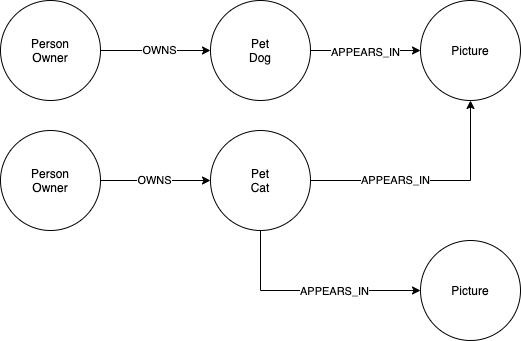 Person
Owner
OWNS
Pet
Dog
APPEARS_IN
Picture
Person
Owner
OWNS
Pet
Cat
APPEARS_IN
APPEARS_IN
Picture